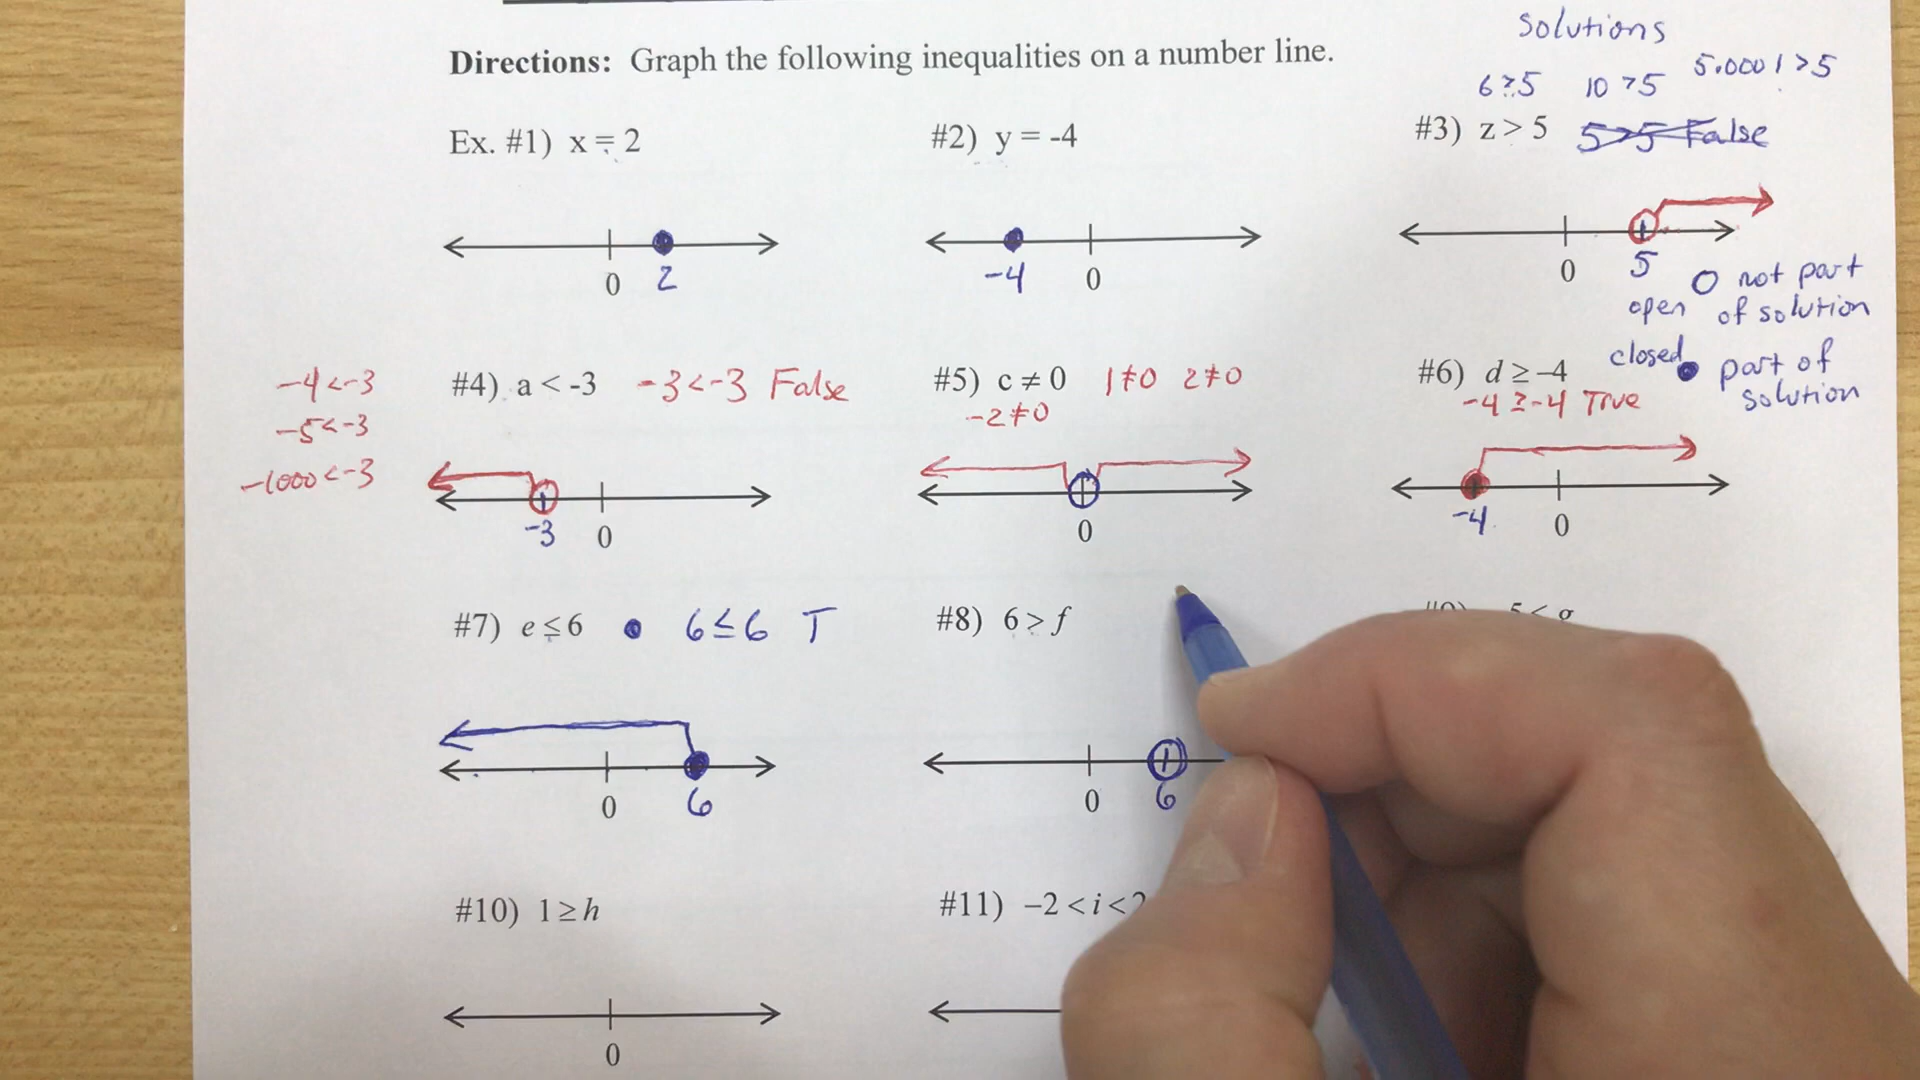 solutions
Directions: Graph the following inequalities on a number line.
6 > 5 10 > 5 5.0001 > 5
Ex. #1) x = 2
#2) y = -4
#3) z > 5 5 > 5 False
0 2
-4 0
0 5
open O not part
of solution
-4 < -3
-5 < -3
-1000 < -3
#4) a < -3 -3 < -3 False
#5) c ≠ 0 1 ≠ 0 2 ≠ 0
-2 ≠ 0
closed ● part of
solution
#6) d ≥ -4
-4 ≥ -4 True
-3 0
0
-4 0
#7) e ≤ 6 ● 6 ≤ 6 T
#8) 6 > f
0 6
0 6
#10) 1 ≥ h
#11) -2 < i <
0